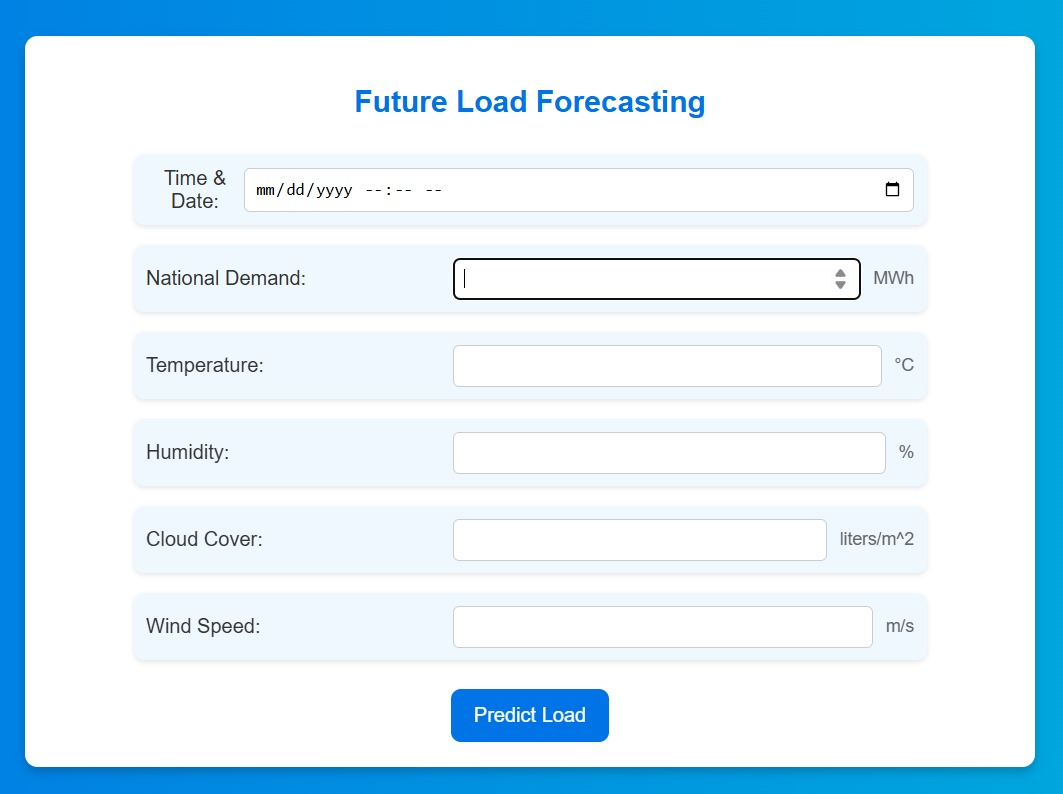 Future Load Forecasting
Time &
Date:
mm/dd/yyyy --:-- --
National Demand:
MWh
Temperature:
°C
Humidity:
%
Cloud Cover:
liters/m^2
Wind Speed:
m/s
Predict Load